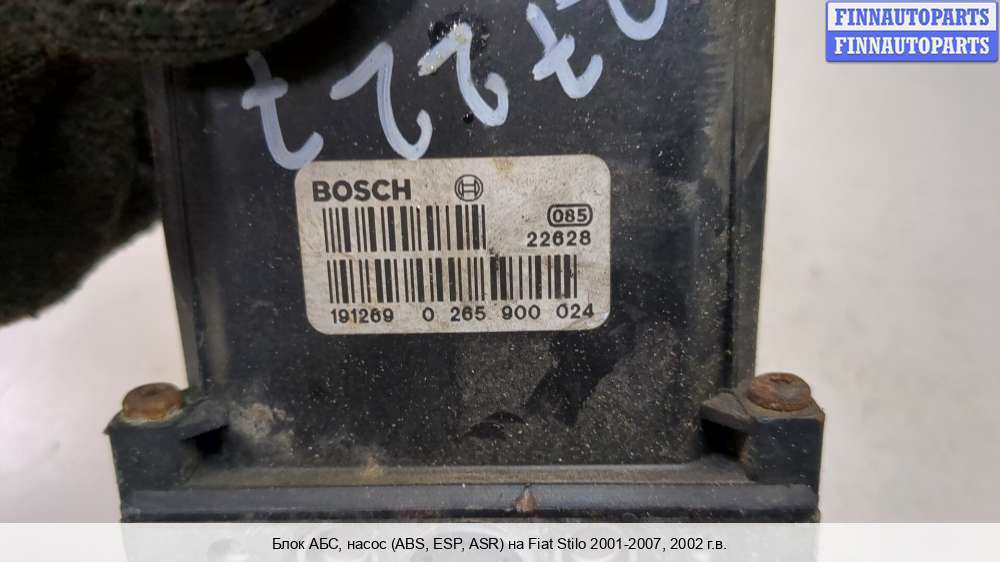 FINNAUTOPARTS
FINNAUTOPARTS
BOSCH
085
22628
191269 0 265 900 024
Блок АБС, насос (ABS, ESP, ASR) на Fiat Stilo 2001-2007, 2002 г.в.